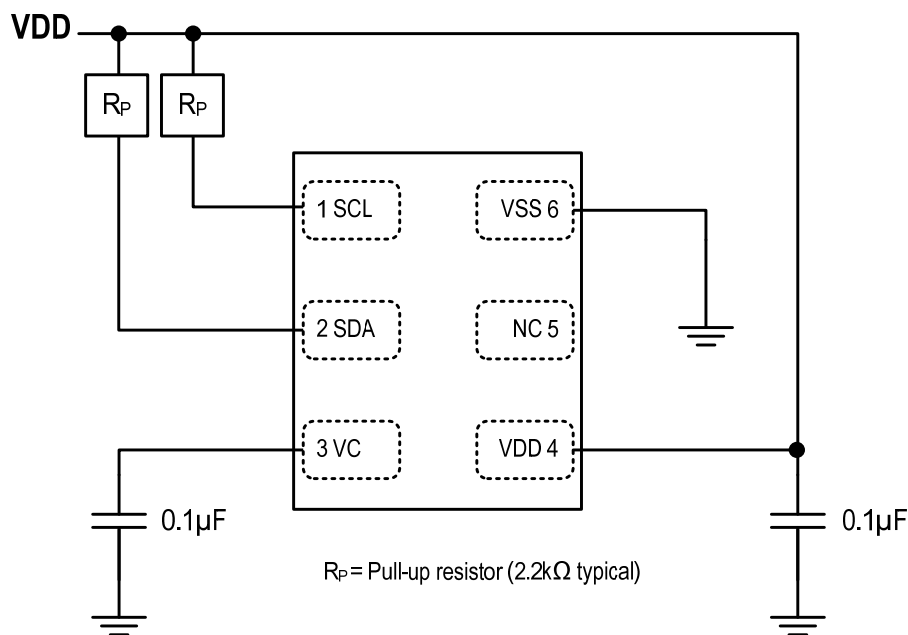 VDD
RP RP
1 SCL
VSS 6
2 SDA
NC 5
3 VC
VDD 4
0.1µF
0.1µF
RP = Pull-up resistor (2.2kΩ typical)